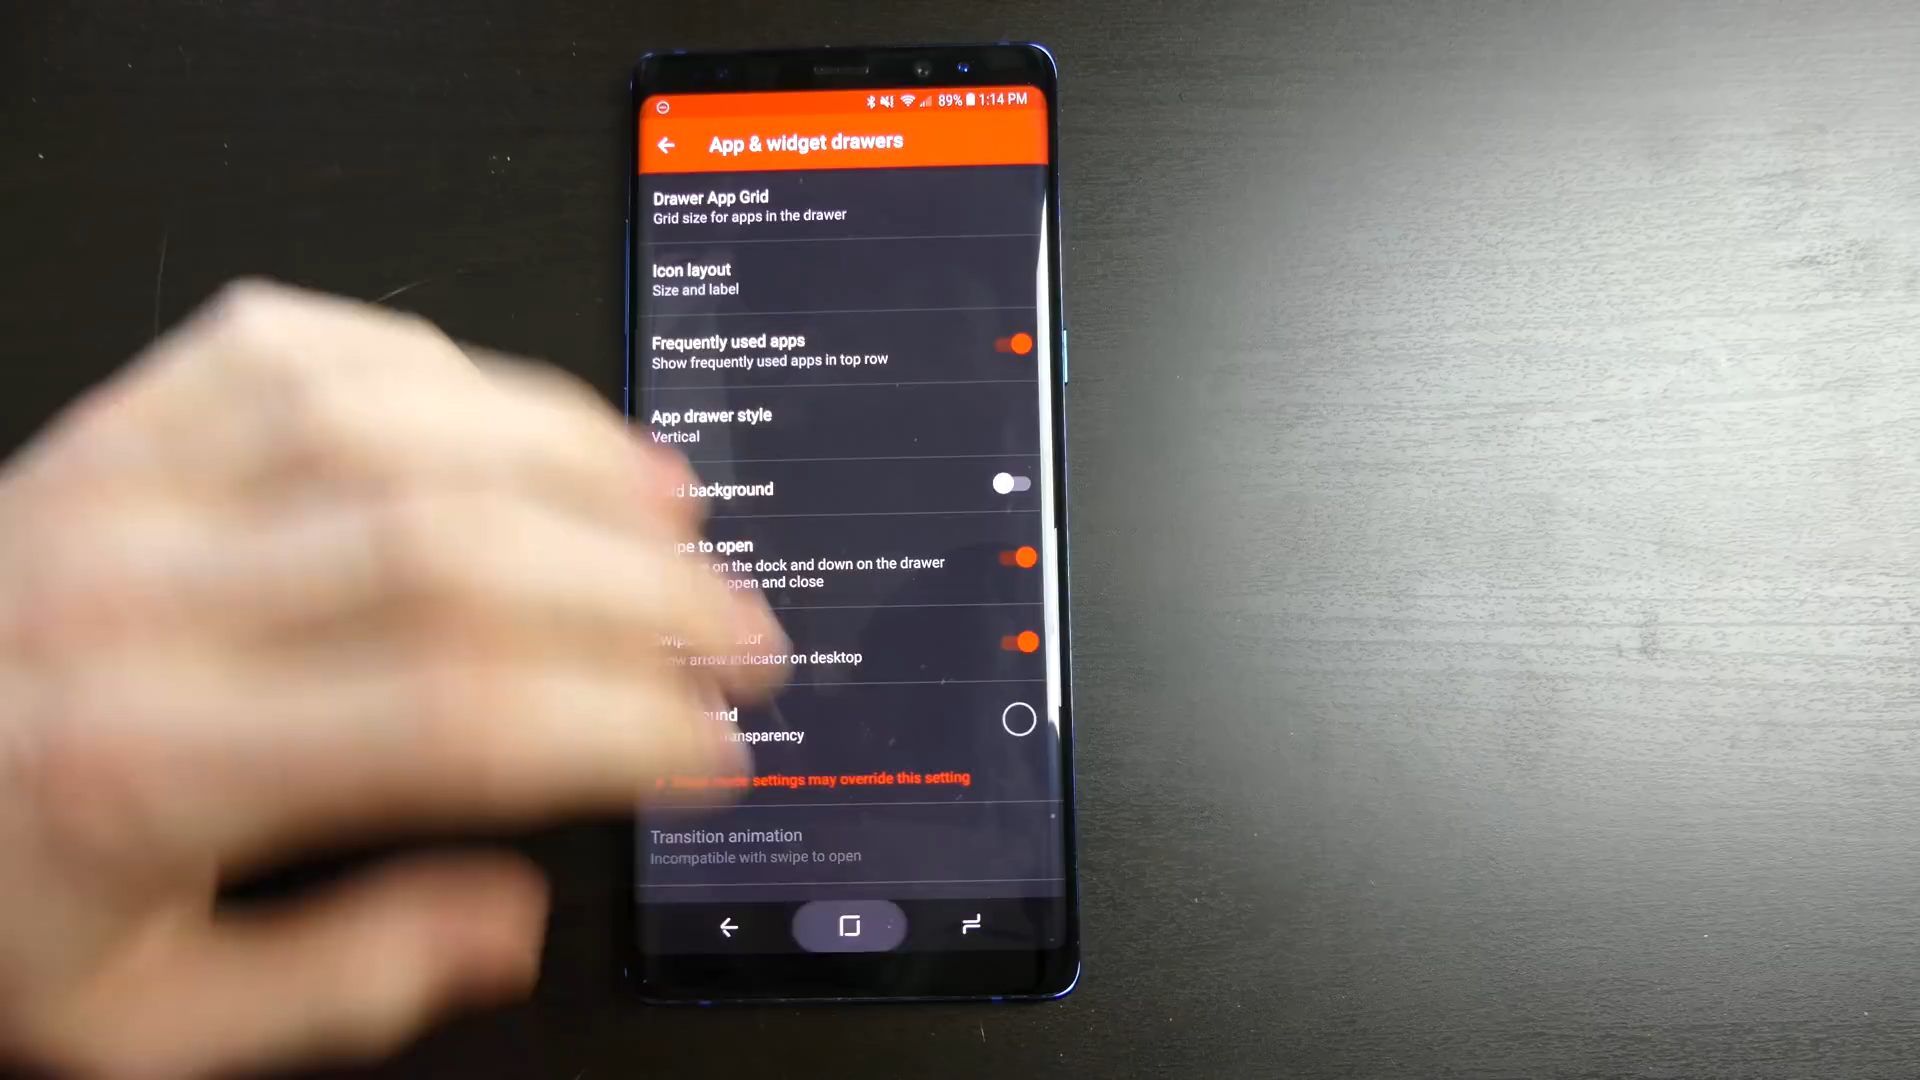 89% 1:14 PM
App & widget drawers
Drawer App Grid
Grid size for apps in the drawer
Icon layout
Size and label
Frequently used apps
Show frequently used apps in top row
App drawer style
Vertical
background
to open
on the dock and down on the drawer
open and close
arrow indicator on desktop
settings may override this setting
Transition animation
Incompatible with swipe to open